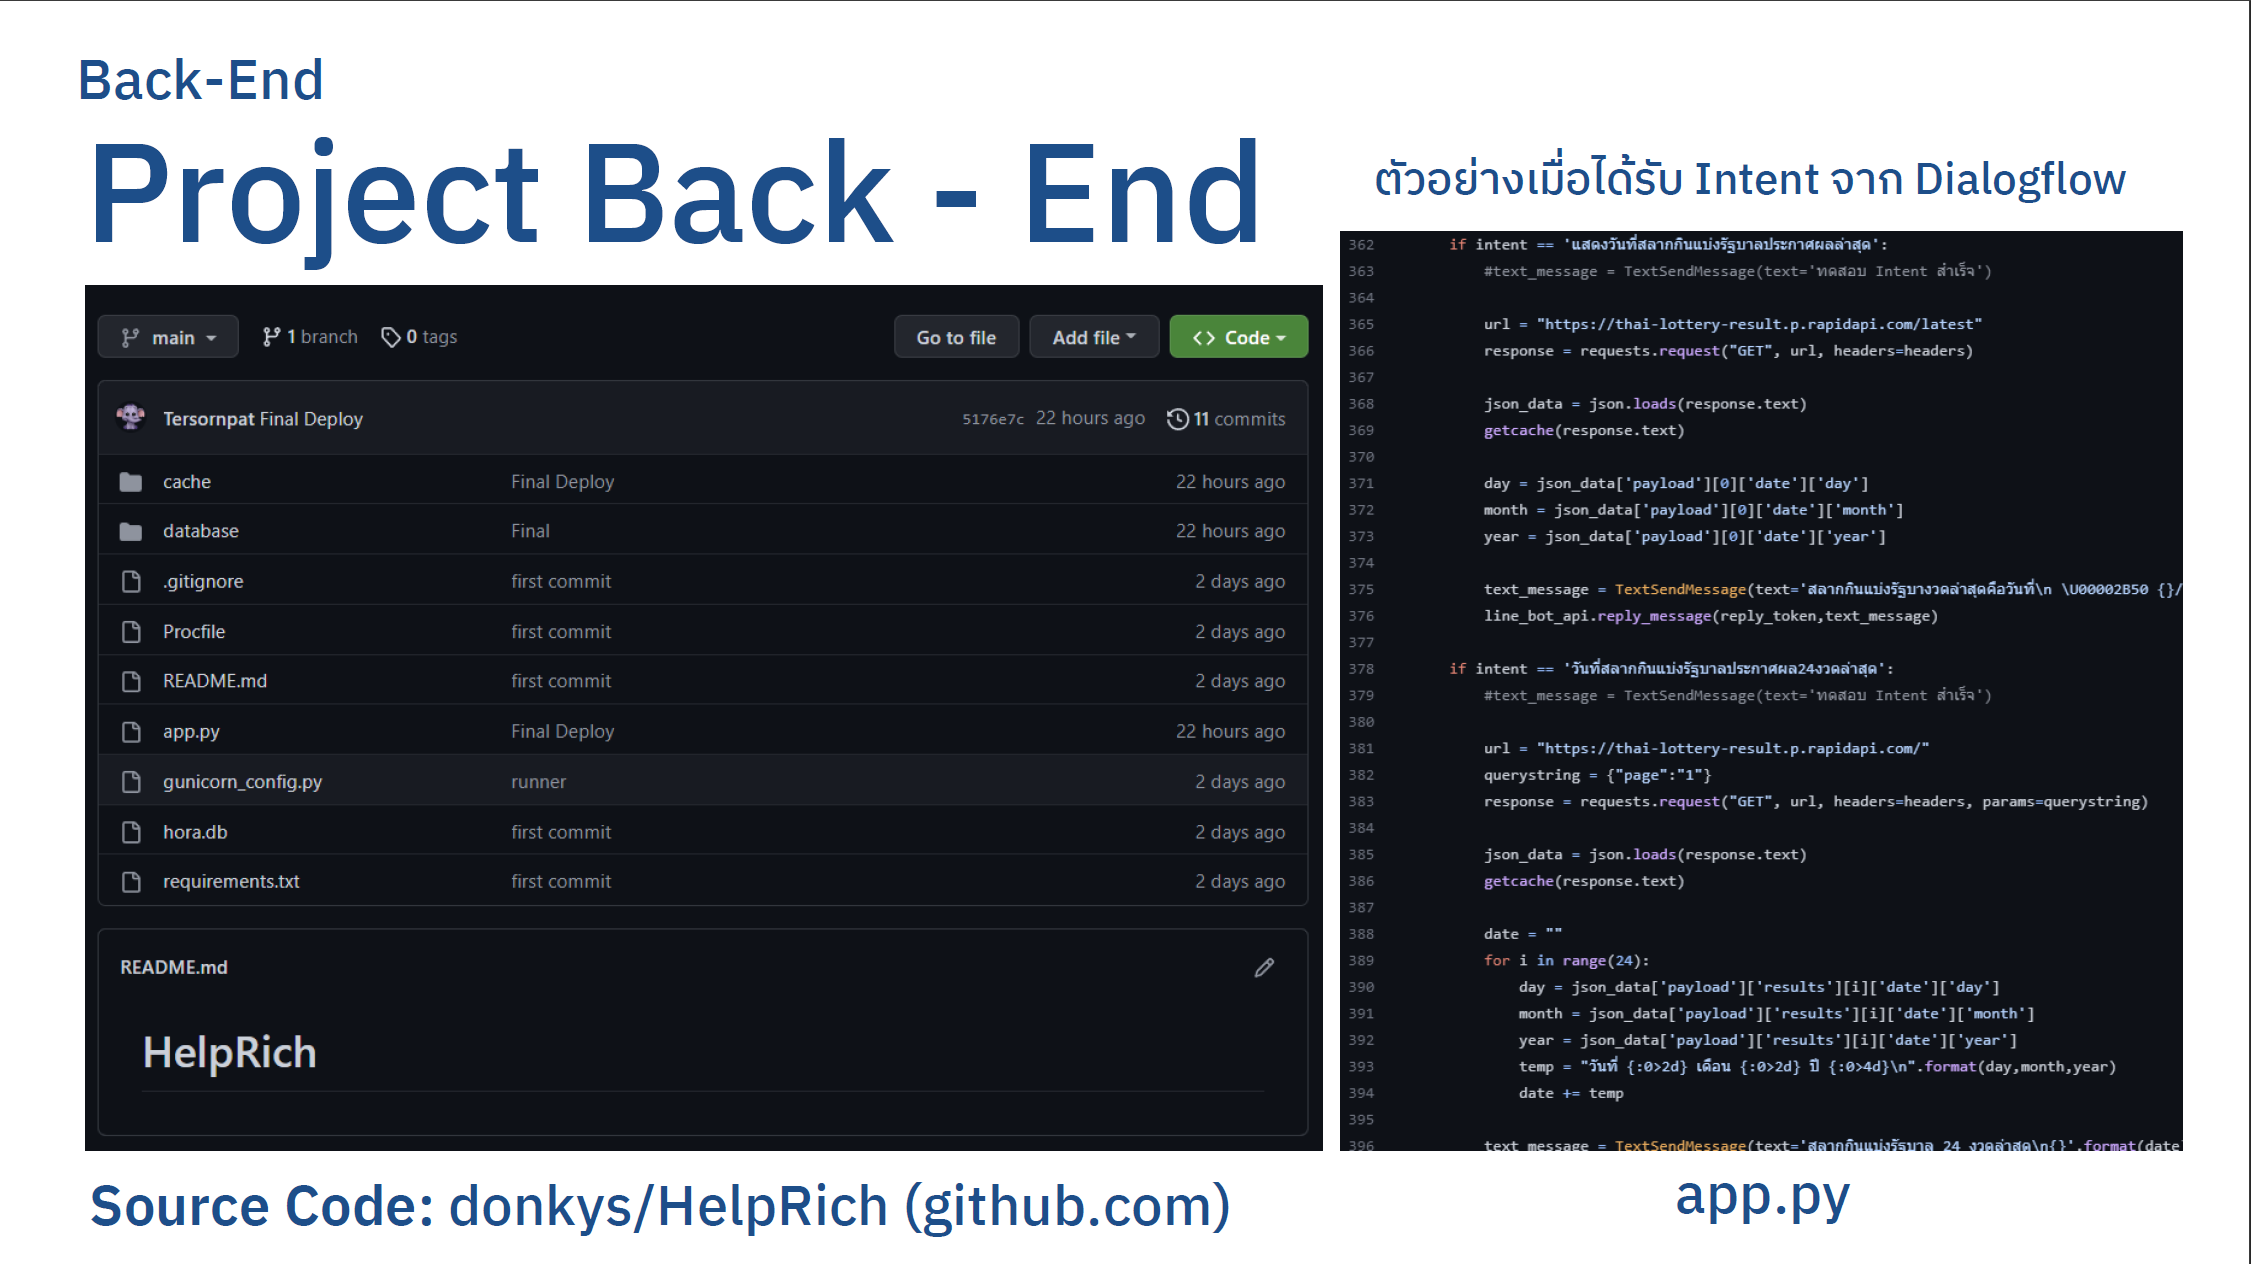 Back-End
Project Back - End
main
1 branch
0 tags
Go to file
Add file
<> Code
Tersornpat Final Deploy
5176e7c 22 hours ago
11 commits
cache Final Deploy 22 hours ago
database Final 22 hours ago
.gitignore first commit 2 days ago
Procfile first commit 2 days ago
README.md first commit 2 days ago
app.py Final Deploy 22 hours ago
gunicorn_config.py runner 2 days ago
hora.db first commit 2 days ago
requirements.txt first commit 2 days ago
README.md
HelpRich
Source Code: donkys/HelpRich (github.com)
ตัวอย่างเมื่อได้รับ Intent จาก Dialogflow
362 if intent == 'แสดงวันที่สลากกินแบ่งรัฐบาลประกาศผลล่าสุด':
363 #text_message = TextSendMessage(text='ทดสอบ Intent สำเร็จ')
364
365 url = "https://thai-lottery-result.p.rapidapi.com/latest"
366 response = requests.request("GET", url, headers=headers)
367
368 json_data = json.loads(response.text)
369 getcache(response.text)
370
371 day = json_data['payload'][0]['date']['day']
372 month = json_data['payload'][0]['date']['month']
373 year = json_data['payload'][0]['date']['year']
374
375 text_message = TextSendMessage(text='สลากกินแบ่งรัฐบางวดล่าสุดคือวันที่\n \U00002B50 {}/
376 line_bot_api.reply_message(reply_token,text_message)
377
378 if intent == 'วันที่สลากกินแบ่งรัฐบาลประกาศผล24งวดล่าสุด':
379 #text_message = TextSendMessage(text='ทดสอบ Intent สำเร็จ')
380
381 url = "https://thai-lottery-result.p.rapidapi.com/"
382 querystring = {"page":"1"}
383 response = requests.request("GET", url, headers=headers, params=querystring)
384
385 json_data = json.loads(response.text)
386 getcache(response.text)
387
388 date = ""
389 for i in range(24):
390 day = json_data['payload']['results'][i]['date']['day']
391 month = json_data['payload']['results'][i]['date']['month']
392 year = json_data['payload']['results'][i]['date']['year']
393 temp = "วันที่ {:0>2d} เดือน {:0>2d} ปี {:0>4d}\n".format(day,month,year)
394 date += temp
395
396 text_message = TextSendMessage(text='สลากกินแบ่งรัฐบาล 24 งวดล่าสุด\n{}'.format(date
app.py